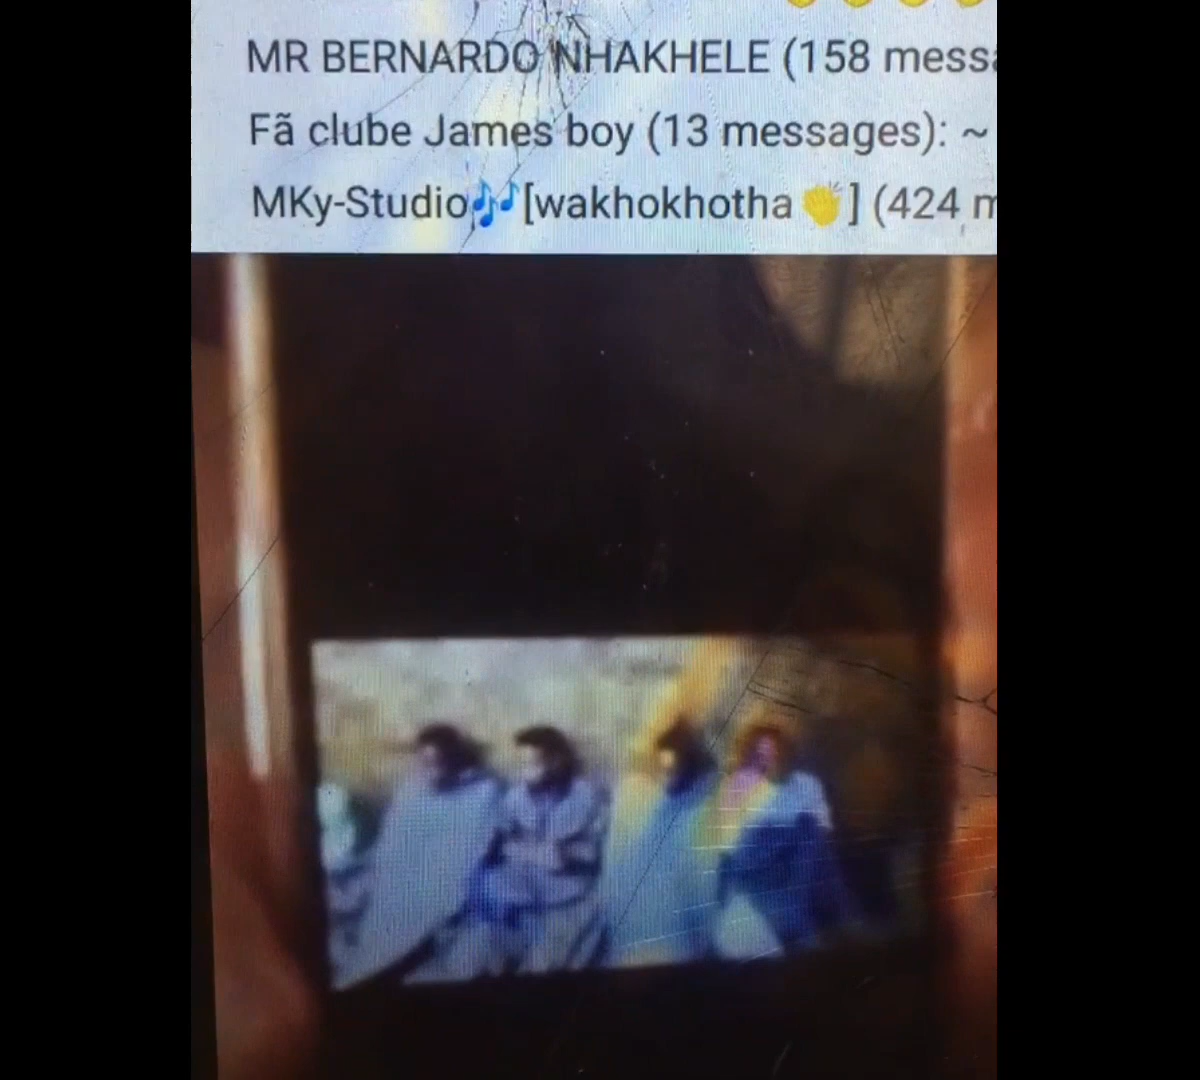 MR BERNARDO NHAKHELE (158 mess
Fã clube James boy (13 messages): ~
MKy-Studio🎶[wakhokhotha👏] (424 m